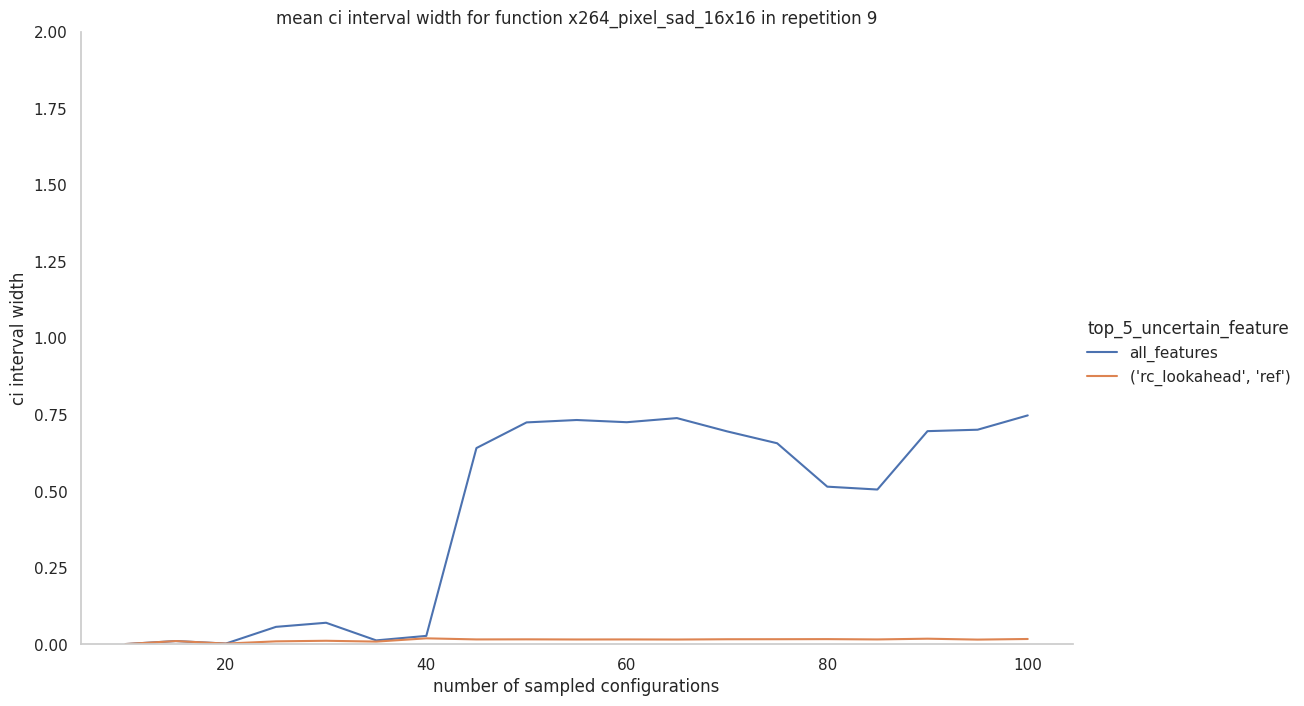 mean ci interval width for function x264_pixel_sad_16x16 in repetition 9
2.00
1.75
1.50
1.25
1.00
0.75
0.50
0.25
0.00
ci interval width
20
40
60
80
100
number of sampled configurations
top_5_uncertain_feature
all_features
('rc_lookahead', 'ref')